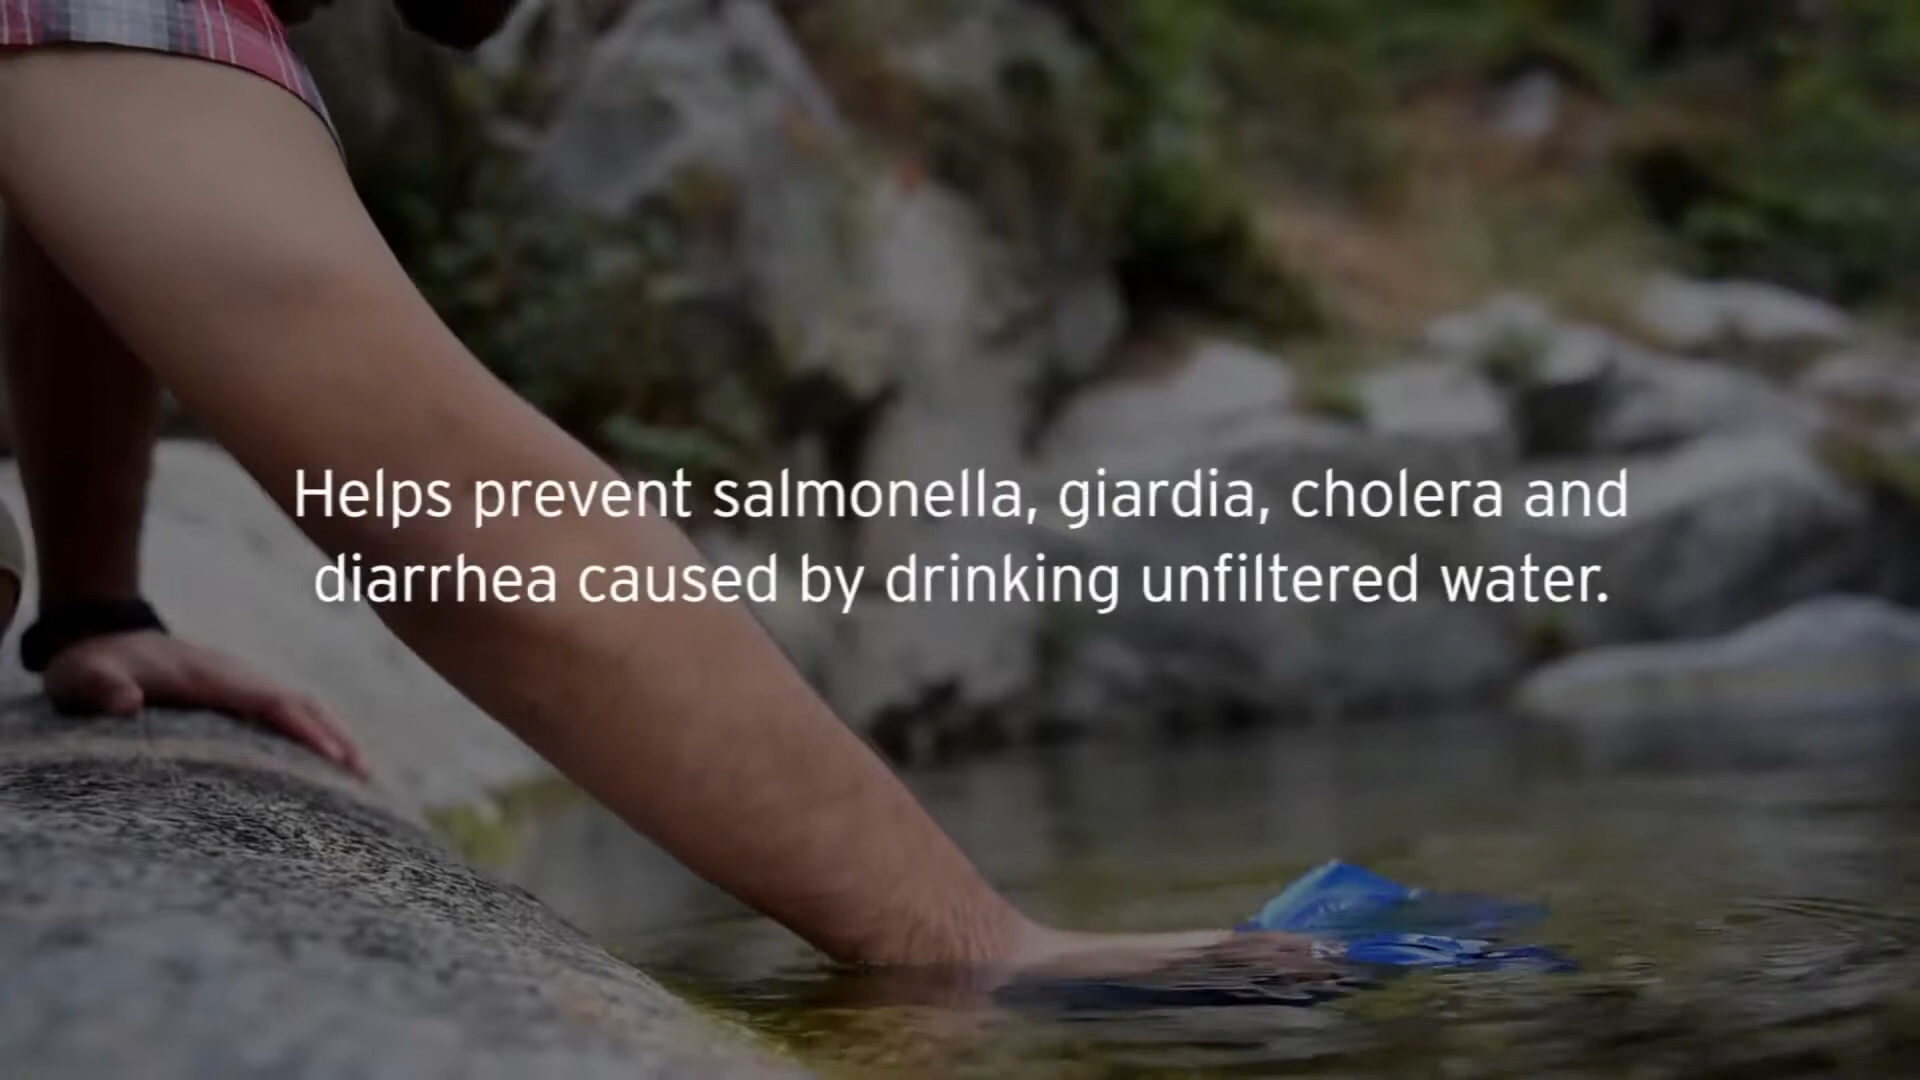 Helps prevent salmonella, giardia, cholera and
diarrhea caused by drinking unfiltered water.